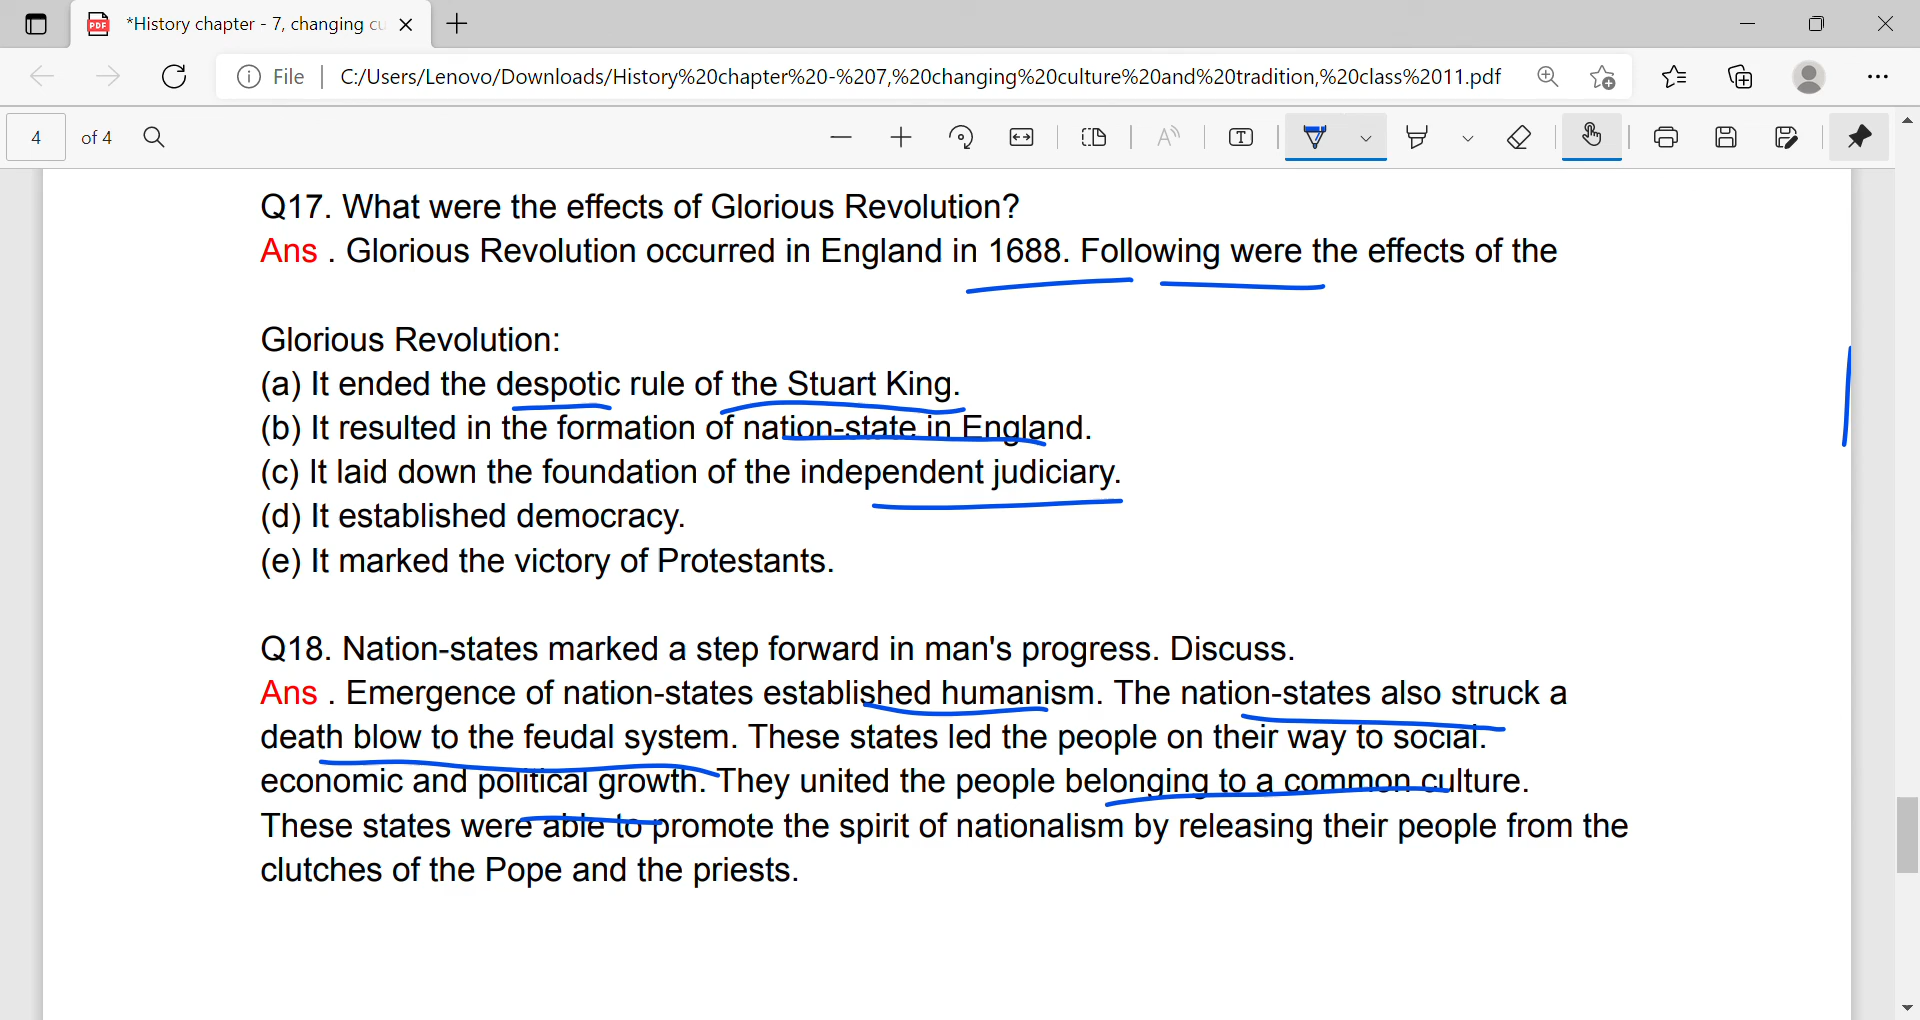 *History chapter - 7, changing cu
File
C:/Users/Lenovo/Downloads/History%20chapter%20-%207,%20changing%20culture%20and%20tradition,%20class%2011.pdf
4 of 4
Q17. What were the effects of Glorious Revolution?
Ans . Glorious Revolution occurred in England in 1688. Following were the effects of the
Glorious Revolution:
(a) It ended the despotic rule of the Stuart King.
(b) It resulted in the formation of nation-state in England.
(c) It laid down the foundation of the independent judiciary.
(d) It established democracy.
(e) It marked the victory of Protestants.
Q18. Nation-states marked a step forward in man's progress. Discuss.
Ans . Emergence of nation-states established humanism. The nation-states also struck a
death blow to the feudal system. These states led the people on their way to social.
economic and political growth. They united the people belonging to a common culture.
These states were able to promote the spirit of nationalism by releasing their people from the
clutches of the Pope and the priests.